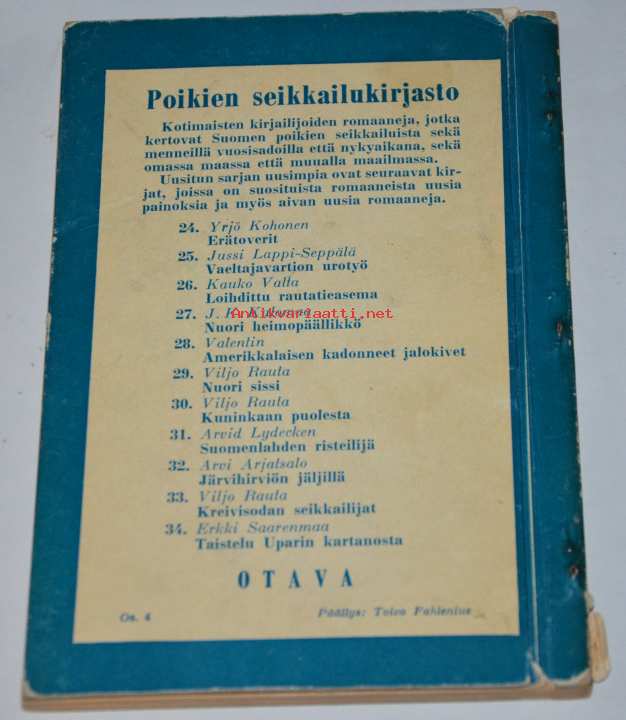 Poikien seikkailukirjasto
Kotimaisten kirjailijoiden romaaneja, jotka
kertovat Suomen poikien seikkailuista sekä
menneillä vuosisadoilla että nykyaikana, sekä
omassa maassa että muualla maailmassa.
Uusitun sarjan uusimpia ovat seuraavat kir-
jat, joissa on suosituista romaaneista uusia
painoksia ja myös aivan uusia romaaneja.
24. Yrjö Kohonen
Erätoverit
25. Jussi Lappi-Seppälä
Vaeltajavartion urotyö
26. Kauko Valta
Loihdittu rautatieasema
Antikvariaatti.net
27. J. K.
Nuori heimopäällikkö
28. Valentin
Amerikkalaisen kadonneet jalokivet
29. Viljo Rauta
Nuori sissi
30. Viljo Rauta
Kuninkaan puolesta
31. Arvid Lydecken
Suomenlahden risteilijä
32. Arvi Arjatsalo
Järvihirviön jäljillä
33. Viljo Rauta
Kreivisodan seikkailijat
34. Erkki Saarenmaa
Taistelu Uparin kartanosta
OTAVA
Os. 4
Päällys: Toivo Fahlenius